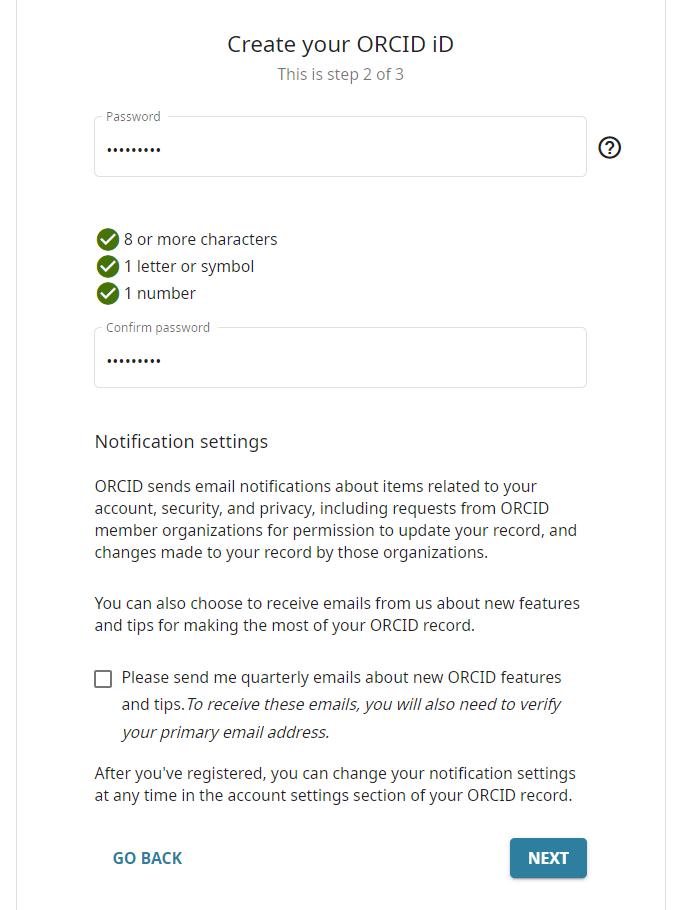 Create your ORCID iD
This is step 2 of 3
Password
•••••••••
8 or more characters
1 letter or symbol
1 number
Confirm password
•••••••••
Notification settings
ORCID sends email notifications about items related to your
account, security, and privacy, including requests from ORCID
member organizations for permission to update your record, and
changes made to your record by those organizations.
You can also choose to receive emails from us about new features
and tips for making the most of your ORCID record.
Please send me quarterly emails about new ORCID features
and tips.To receive these emails, you will also need to verify
your primary email address.
After you've registered, you can change your notification settings
at any time in the account settings section of your ORCID record.
GO BACK
NEXT